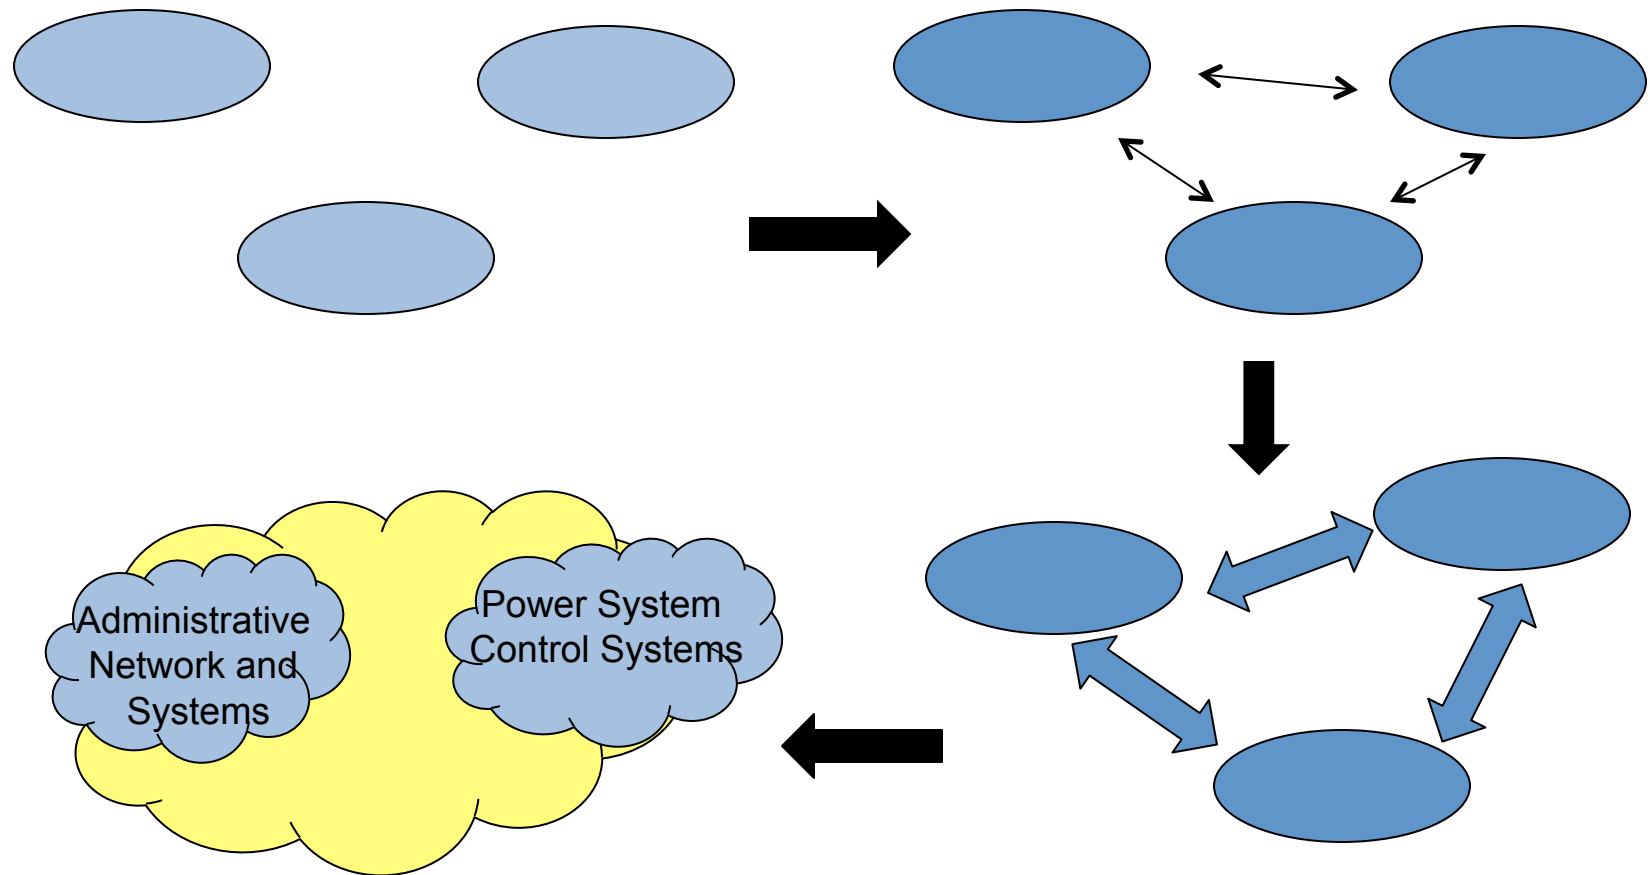 Administrative
Network and
Systems
Power System
Control Systems